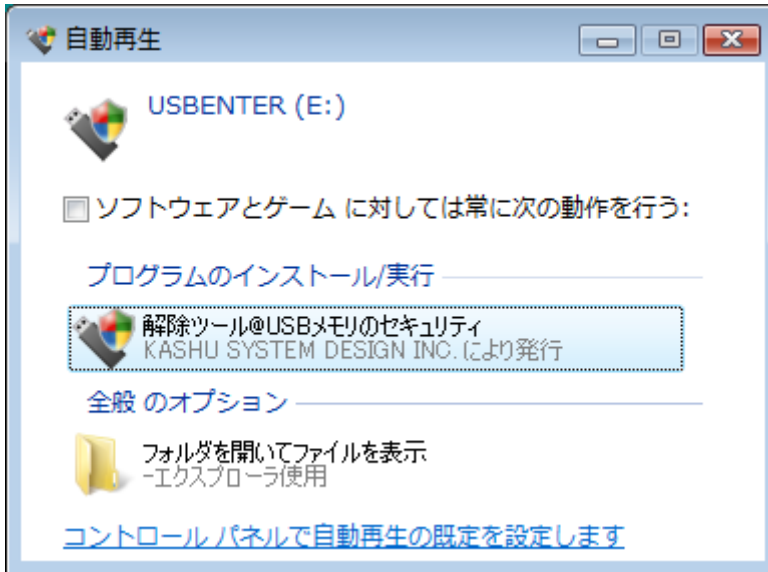 自動再生
USBENTER (E:)
ソフトウェアとゲーム に対しては常に次の動作を行う:
プログラムのインストール/実行
解除ツール@USBメモリのセキュリティ
KASHU SYSTEM DESIGN INC. により発行
全般 のオプション
フォルダを開いてファイルを表示
-エクスプローラ使用
コントロール パネルで自動再生の既定を設定します